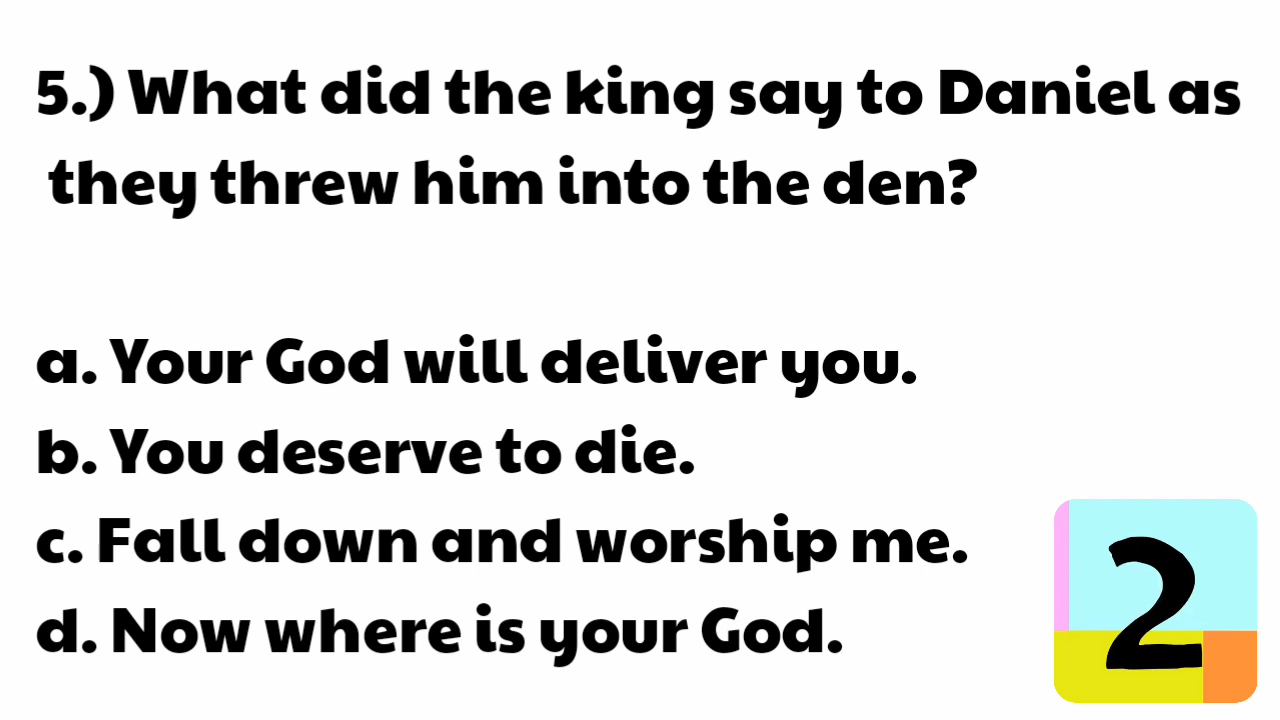 5.) What did the king say to Daniel as
they threw him into the den?
a. Your God will deliver you.
b. You deserve to die.
c. Fall down and worship me.
d. Now where is your God.
2